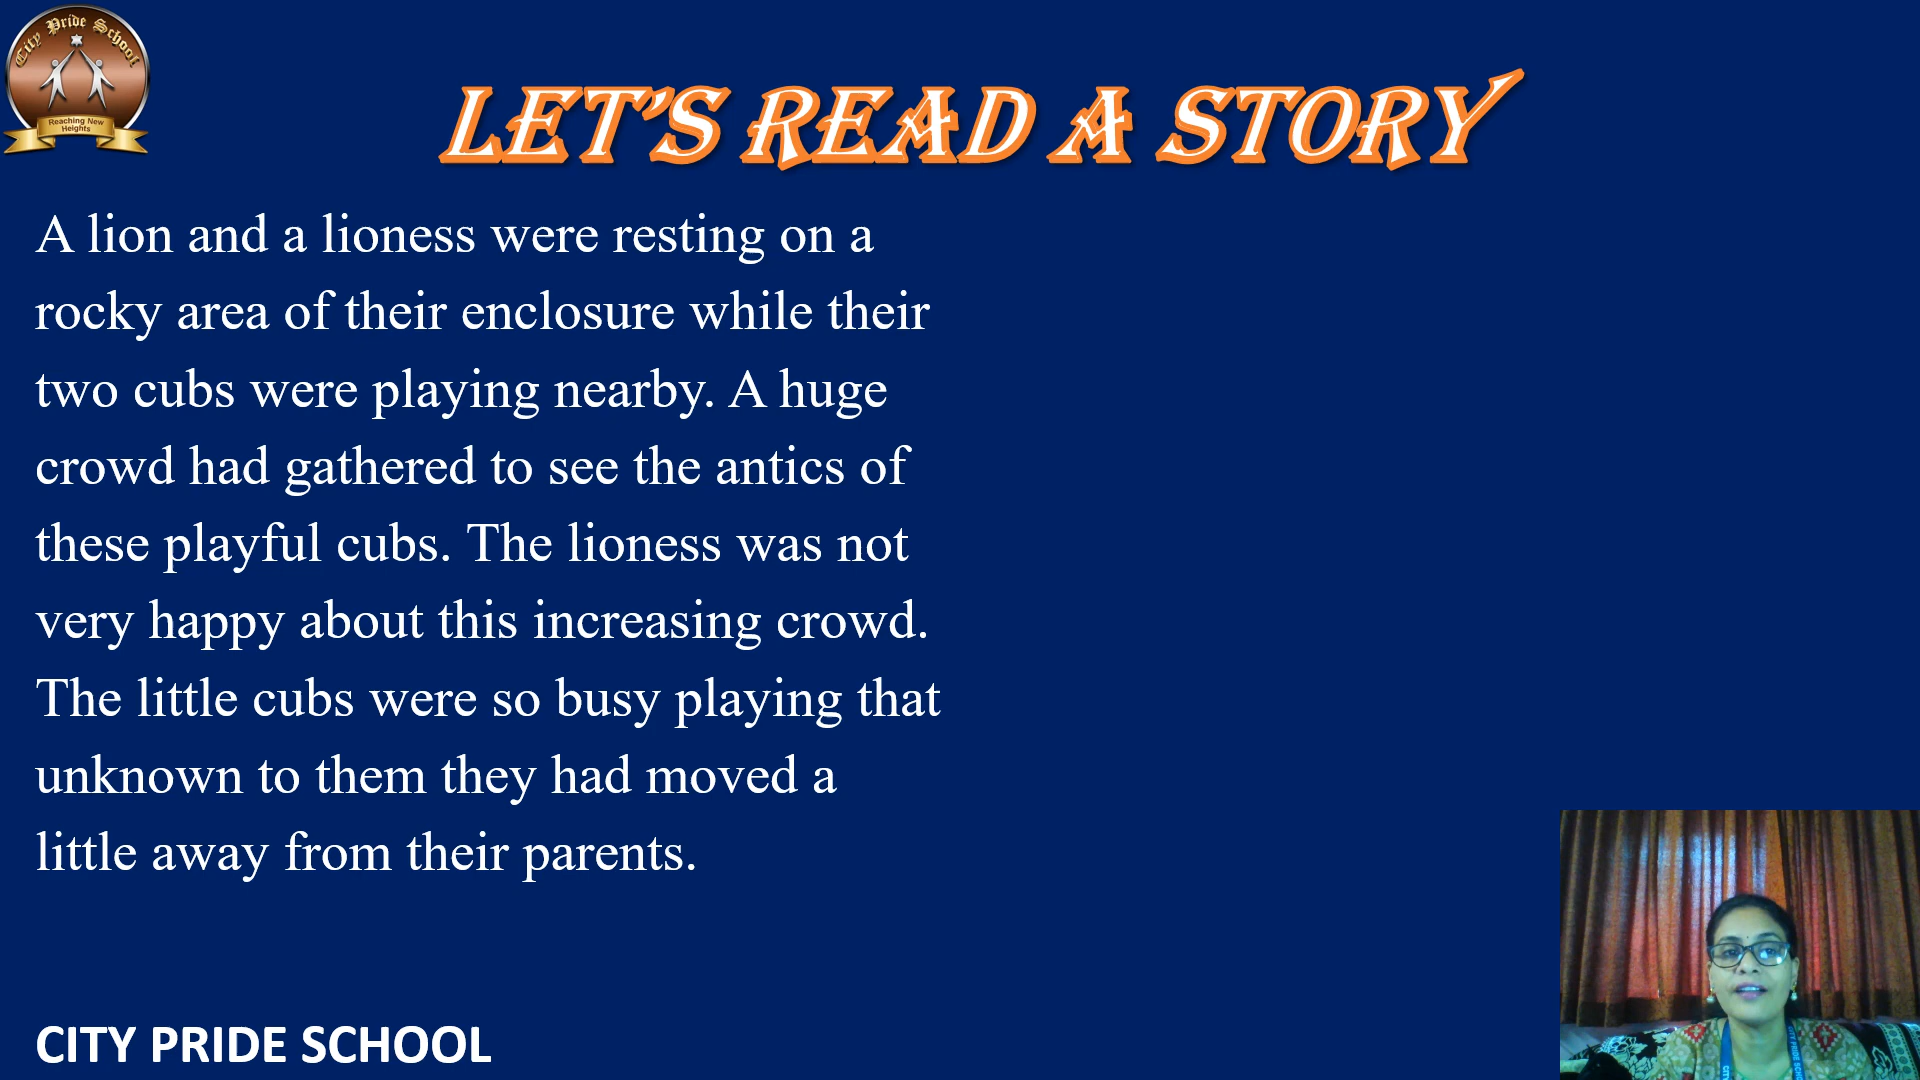 City Pride School
Reaching New
Heights
LET'S READ A STORY
A lion and a lioness were resting on a
rocky area of their enclosure while their
two cubs were playing nearby. A huge
crowd had gathered to see the antics of
these playful cubs. The lioness was not
very happy about this increasing crowd.
The little cubs were so busy playing that
unknown to them they had moved a
little away from their parents.
CITY PRIDE SCHOOL